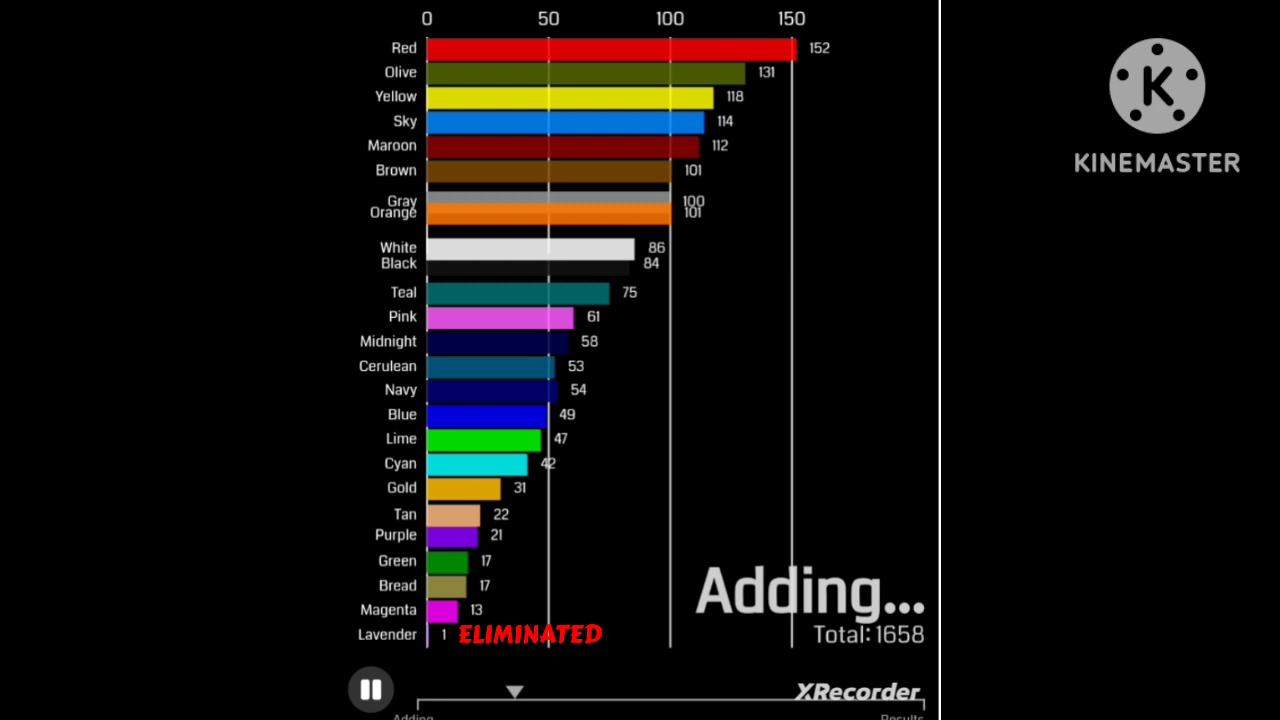 0 50 100 150
Red 152
Olive 131
Yellow 118
Sky 114
Maroon 112
Brown 101
Gray 100
Orange 101
White 86
Black 84
Teal 75
Pink 61
Midnight 58
Cerulean 53
Navy 54
Blue 49
Lime 47
Cyan 42
Gold 31
Tan 22
Purple 21
Green 17
Bread 17
Magenta 13
Lavender 1 ELIMINATED
Adding...
Total: 1658
XRecorder
Adding Results
K
KINEMASTER